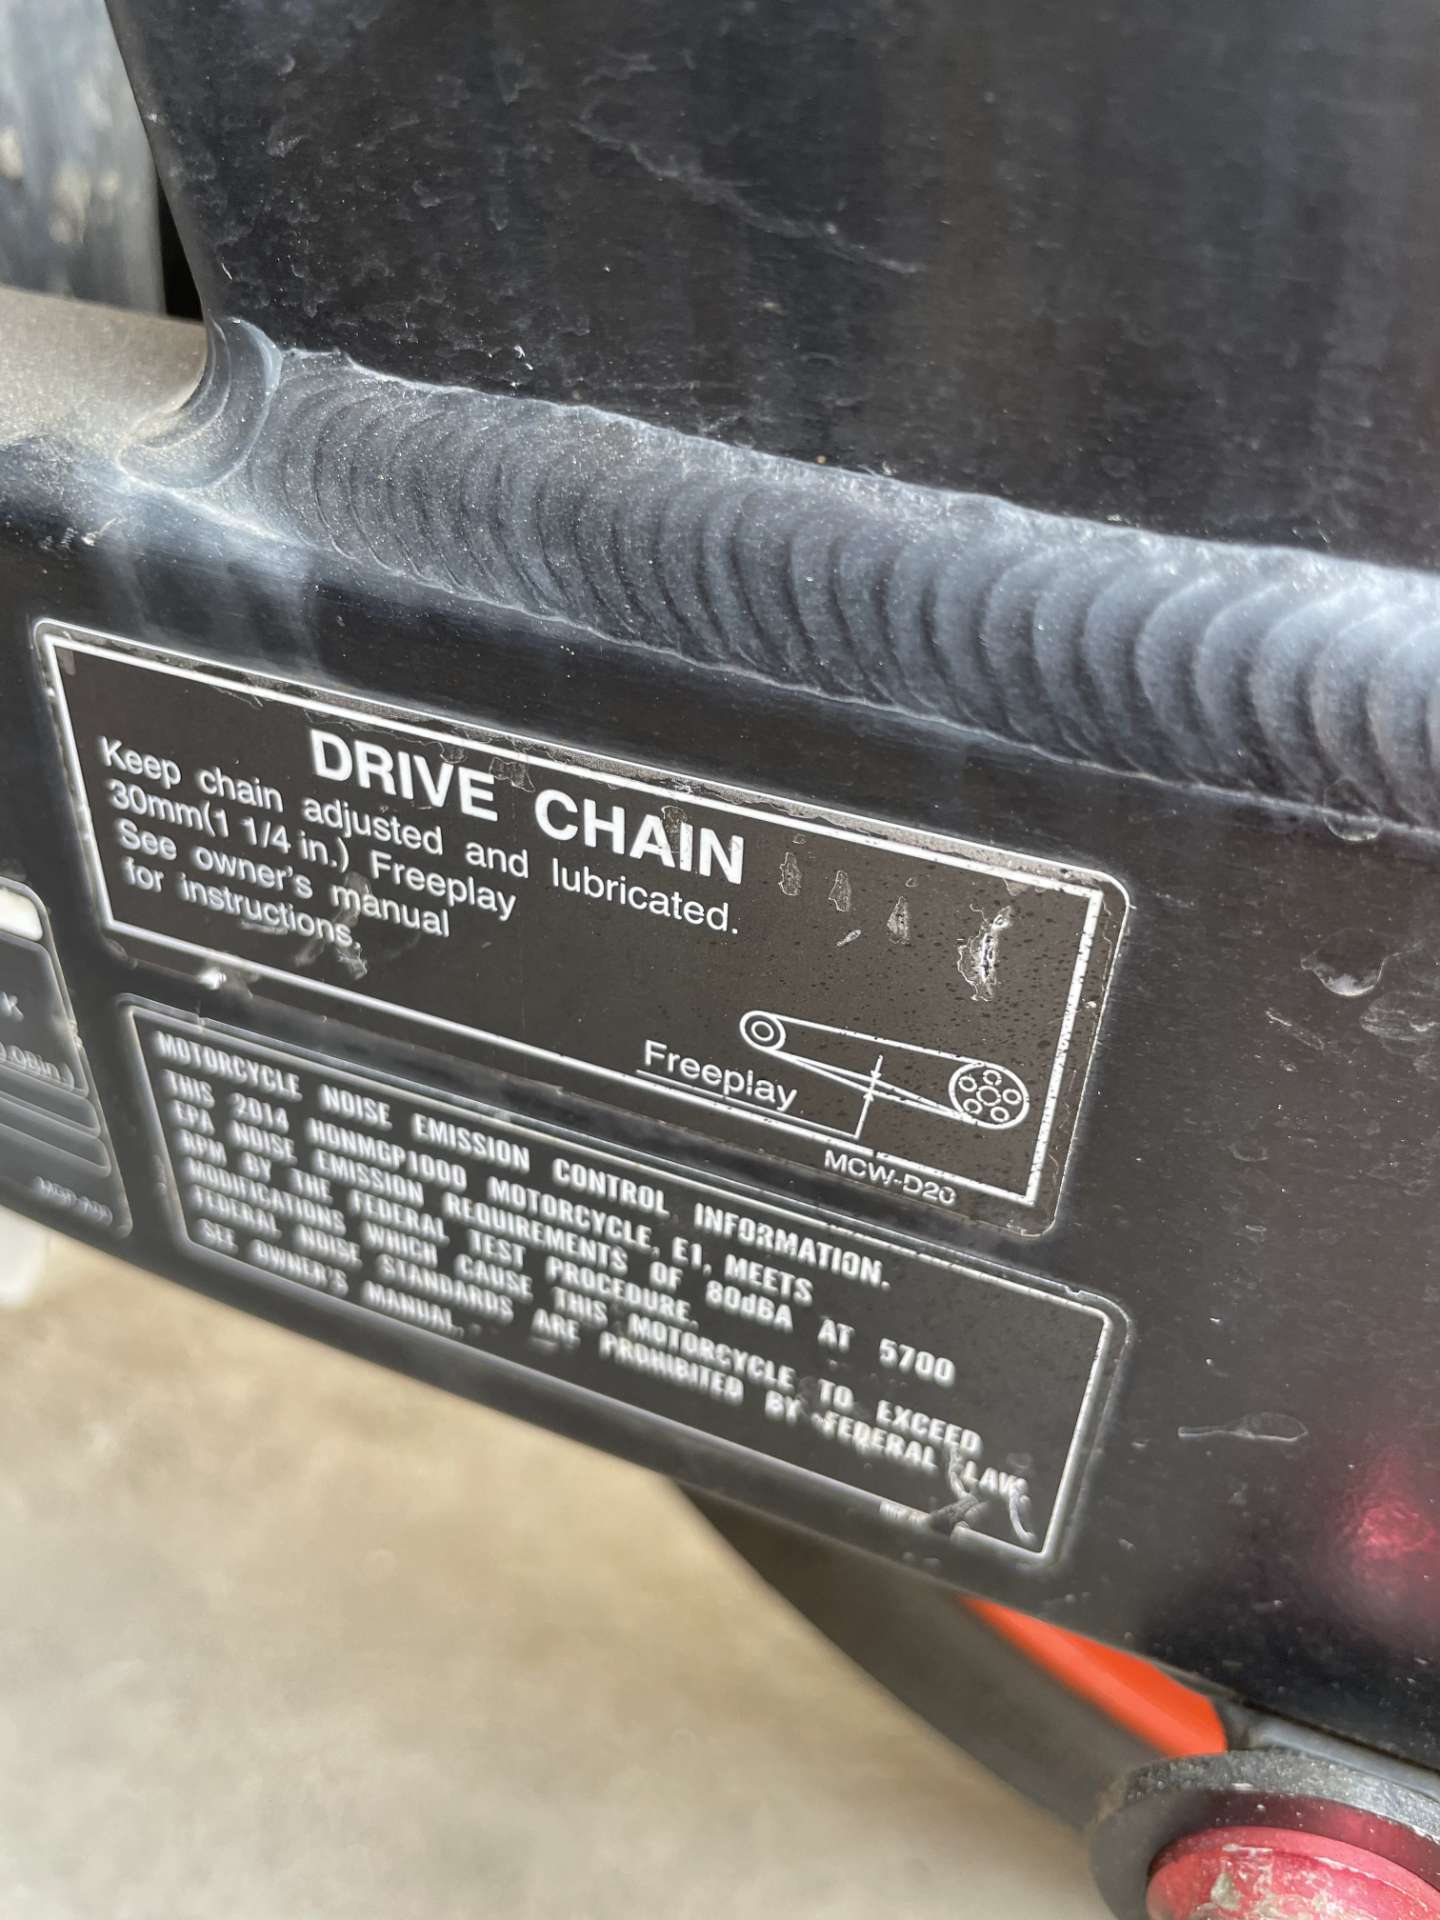 DRIVE CHAIN
Keep chain adjusted and lubricated.
30mm(1 1/4 in.) Freeplay
See owner's manual
for instructions.
Freeplay
MCW-D20
MOTORCYCLE NOISE EMISSION CONTROL INFORMATION.
THIS 2014 HONMGP1000 MOTORCYCLE, E1, MEETS
EPA NOISE EMISSION REQUIREMENTS OF 80dBA AT 5700
RPM BY THE FEDERAL TEST PROCEDURE.
MODIFICATIONS WHICH CAUSE THIS MOTORCYCLE TO EXCEED
FEDERAL NOISE STANDARDS ARE PROHIBITED BY FEDERAL LAW.
SEE OWNER'S MANUAL.
K